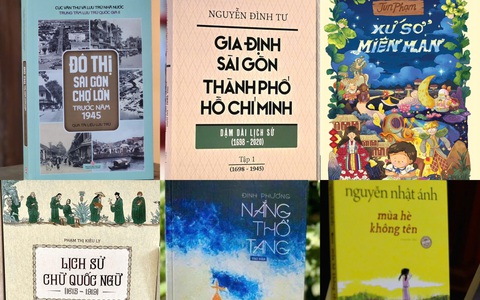 CỤC VĂN THƯ VÀ LƯU TRỮ NHÀ NƯỚC
TRUNG TÂM LƯU TRỮ QUỐC GIA II
ĐÔ THỊ
SÀI GÒN
CHỢ LỚN
TRƯỚC NĂM
1945
NGUYỄN ĐÌNH TƯ
GIA ĐỊNH
SÀI GÒN
THÀNH PHỐ
HỒ CHÍ MINH
DẶM DÀI LỊCH SỬ
(1698 - 2020)
Tập 1
(1698 - 1945)
XỨ SỞ
MIÊN MAN
PHẠM THỊ KIỀU LY
LỊCH SỬ
CHỮ QUỐC NGỮ
ĐINH PHƯƠNG
NẮNG
THỔ
TANG
nguyễn nhật ánh
mùa hè
không tên